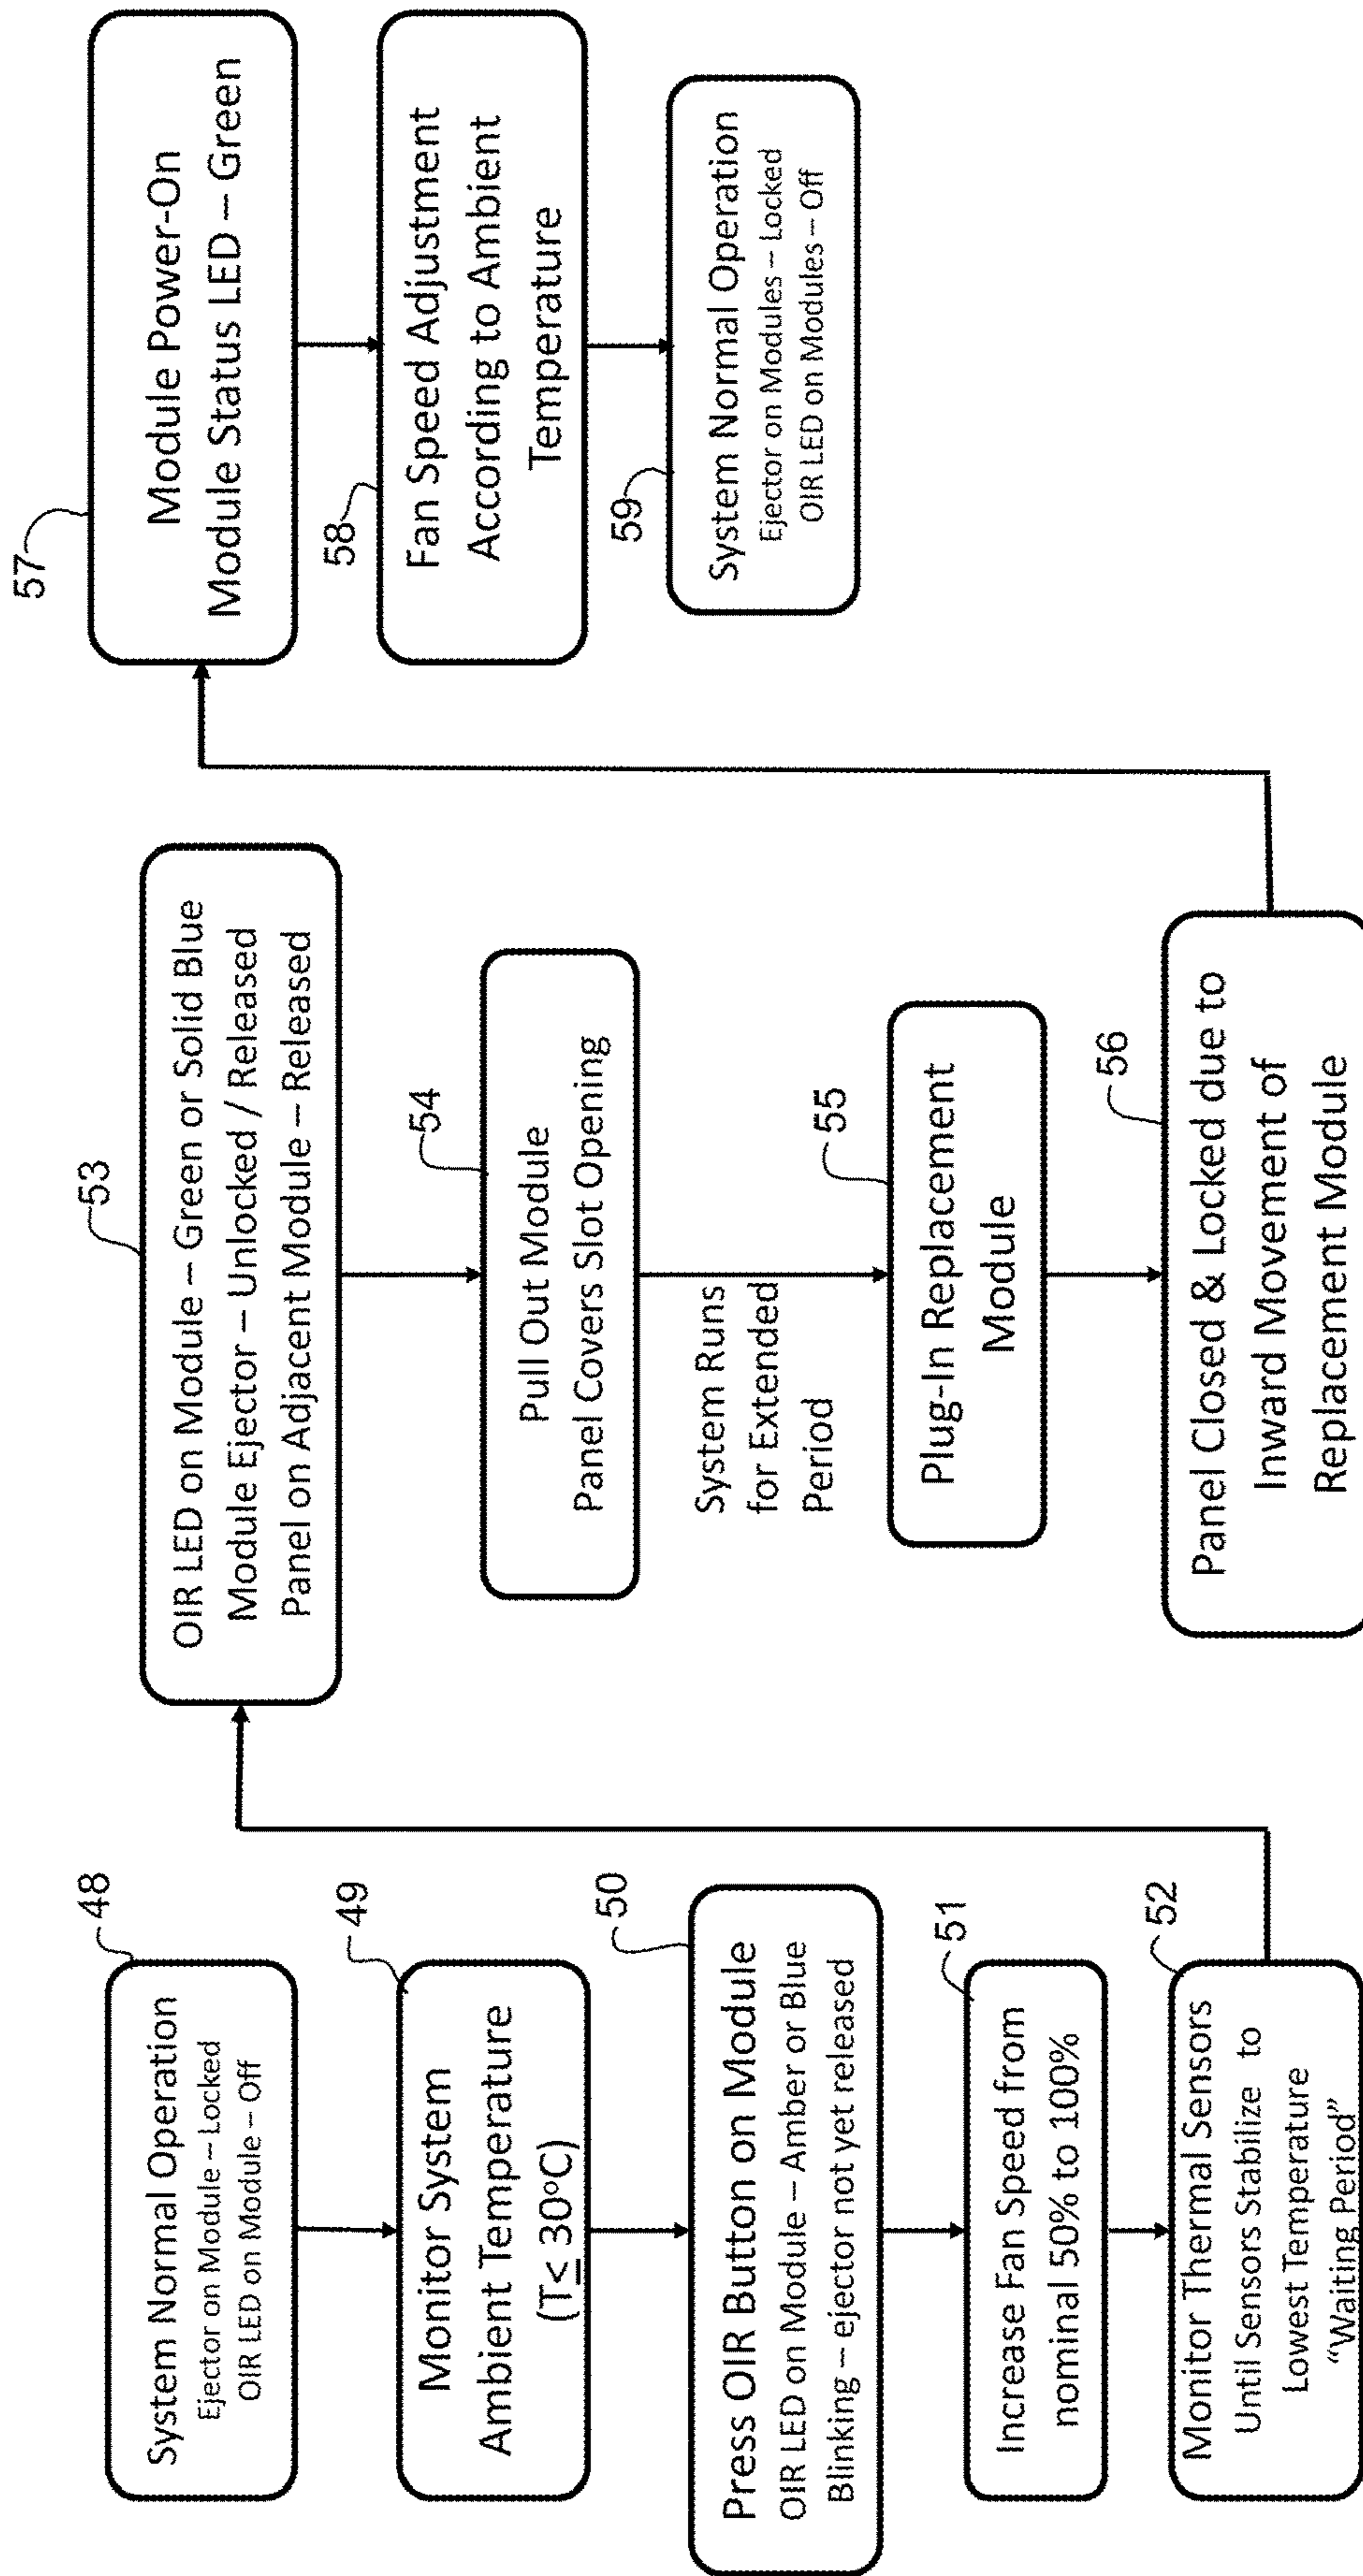 48
System Normal Operation
Ejector on Module – Locked
OIR LED on Module – Off
49
Monitor System
Ambient Temperature
(T≤ 30°C)
50
Press OIR Button on Module
OIR LED on Module – Amber or Blue
Blinking – ejector not yet released
51
Increase Fan Speed from
nominal 50% to 100%
52
Monitor Thermal Sensors
Until Sensors Stabilize to
Lowest Temperature
“Waiting Period”
53
OIR LED on Module – Green or Solid Blue
Module Ejector – Unlocked / Released
Panel on Adjacent Module – Released
54
Pull Out Module
Panel Covers Slot Opening
System Runs
for Extended
Period
55
Plug-In Replacement
Module
56
Panel Closed & Locked due to
Inward Movement of
Replacement Module
57
Module Power-On
Module Status LED – Green
58
Fan Speed Adjustment
According to Ambient
Temperature
59
System Normal Operation
Ejector on Modules – Locked
OIR LED on Modules – Off